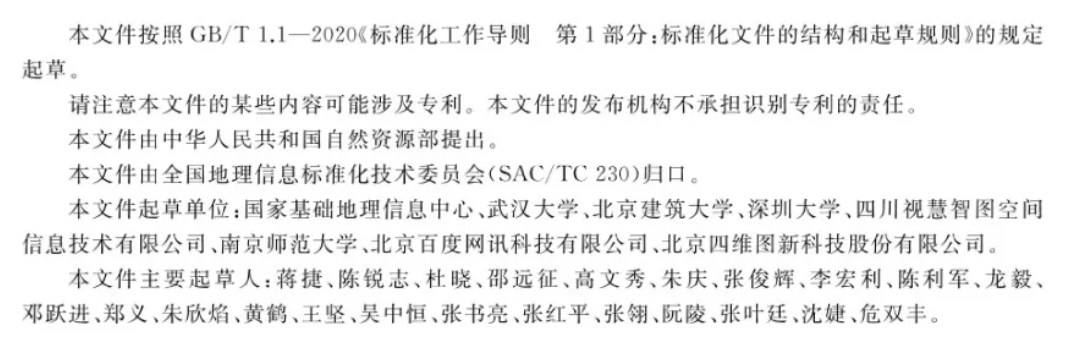 本文件按照 GB/T 1.1—2020《标准化工作导则　第 1 部分:标准化文件的结构和起草规则》的规定
起草。
请注意本文件的某些内容可能涉及专利。本文件的发布机构不承担识别专利的责任。
本文件由中华人民共和国自然资源部提出。
本文件由全国地理信息标准化技术委员会(SAC/TC 230)归口。
本文件起草单位:国家基础地理信息中心、武汉大学、北京建筑大学、深圳大学、四川视慧智图空间
信息技术有限公司、南京师范大学、北京百度网讯科技有限公司、北京四维图新科技股份有限公司。
本文件主要起草人:蒋捷、陈锐志、杜晓、邵远征、高文秀、朱庆、张俊辉、李宏利、陈利军、龙毅、
邓跃进、郑义、朱欣焰、黄鹤、王坚、吴中恒、张书亮、张红平、张翎、阮陵、张叶廷、沈婕、危双丰。